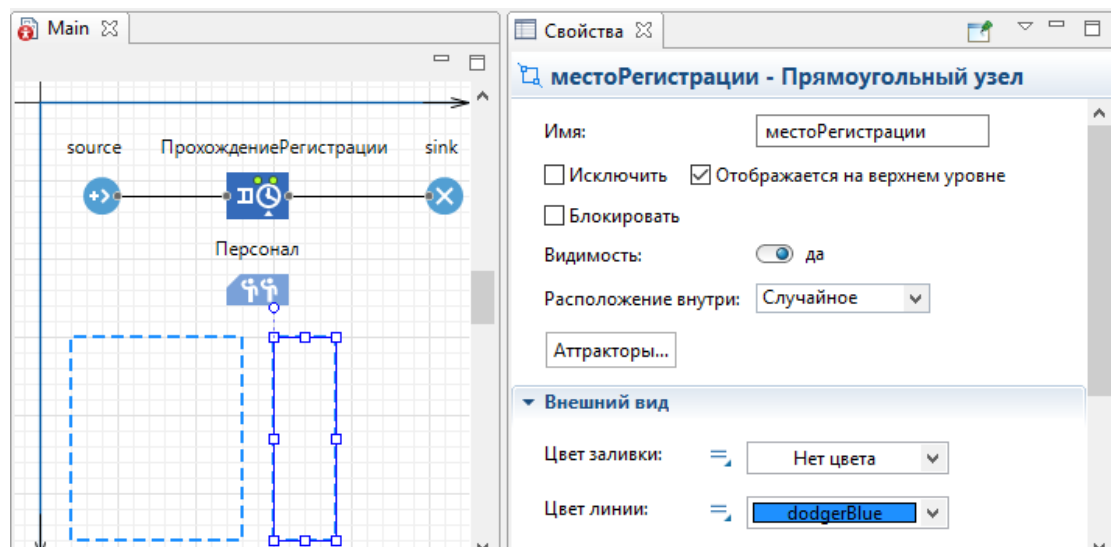 Main
source ПрохождениеРегистрации sink
Персонал
Свойства
местоРегистрации - Прямоугольный узел
Имя: местоРегистрации
Исключить Отображается на верхнем уровне
Блокировать
Видимость: да
Расположение внутри: Случайное
Аттракторы...
Внешний вид
Цвет заливки: Нет цвета
Цвет линии: dodgerBlue